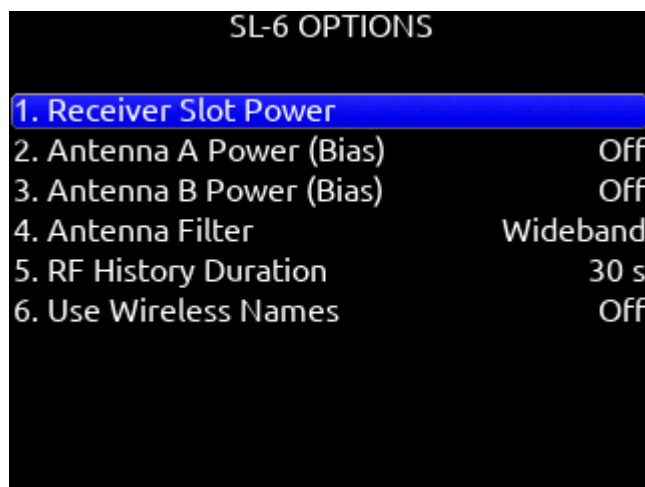 SL-6 OPTIONS
1. Receiver Slot Power
2. Antenna A Power (Bias) Off
3. Antenna B Power (Bias) Off
4. Antenna Filter Wideband
5. RF History Duration 30 s
6. Use Wireless Names Off